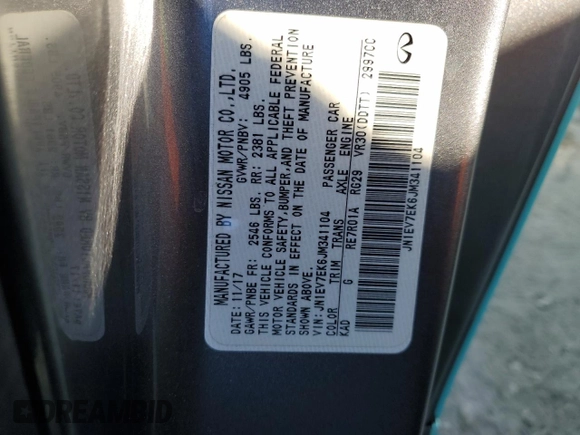 MANUFACTURED BY NISSAN MOTOR CO.,LTD.
DATE: 11/17 GVWR/PNBV: 4905 LBS.
GAWR/PNBE FR: 2546 LBS. RR: 2381 LBS.
THIS VEHICLE CONFORMS TO ALL APPLICABLE FEDERAL
MOTOR VEHICLE SAFETY,BUMPER,AND THEFT PREVENTION
STANDARDS IN EFFECT ON THE DATE OF MANUFACTURE
SHOWN ABOVE.
VIN:JN1EV7EK6JM341104 PASSENGER CAR
COLOR TRIM TRANS AXLE ENGINE
KAD G RE7R01A RG29 VR30(DDTT) 2997CC
JN1EV7EK6JM341104
DREAMBID